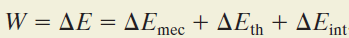 W = ΔE = ΔE_mec + ΔE_th + ΔE_int